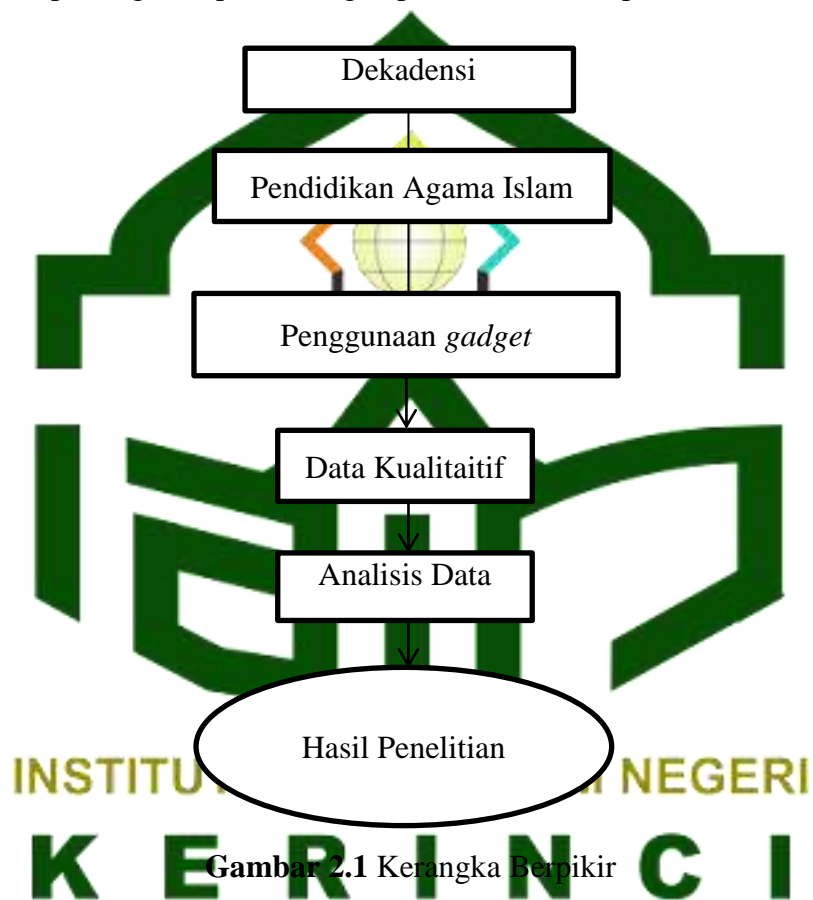 Dekadensi
Pendidikan Agama Islam
Penggunaan gadget
Data Kualitaitif
Analisis Data
Hasil Penelitian
INSTITU NEGERI
Gambar 2.1 Kerangka Berpikir
KERINCI